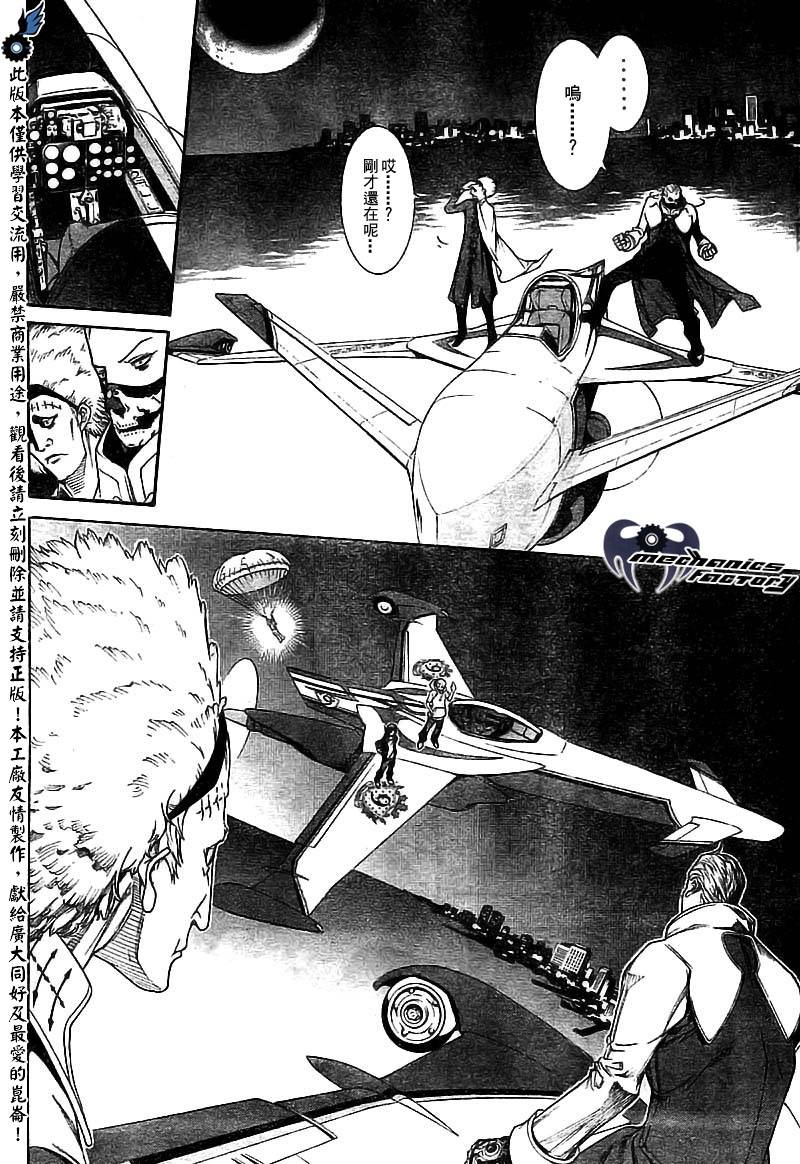 ……
嗚……?
哎……?
剛才還在呢…
mechanics
factory
此版本僅供學習交流用，嚴禁商業用途，觀看後請立刻刪除並請支持正版！本工廠友情製作，獻給廣大同好及最愛的崑崙！